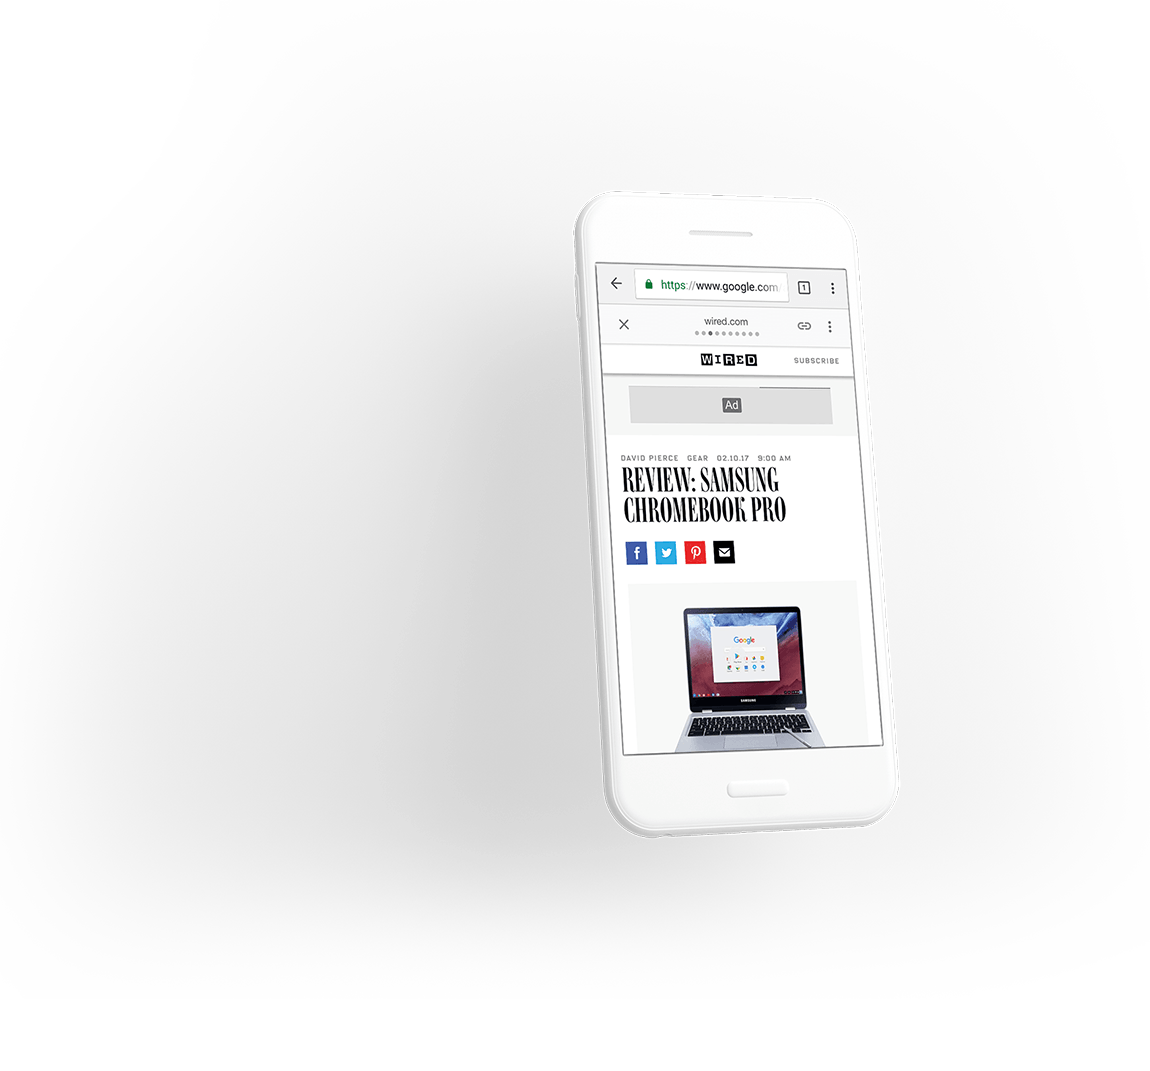 https://www.google.com
1
wired.com
WIRED
SUBSCRIBE
Ad
DAVID PIERCE GEAR 02.10.17 9:00 AM
REVIEW: SAMSUNG
CHROMEBOOK PRO
Google
SAMSUNG